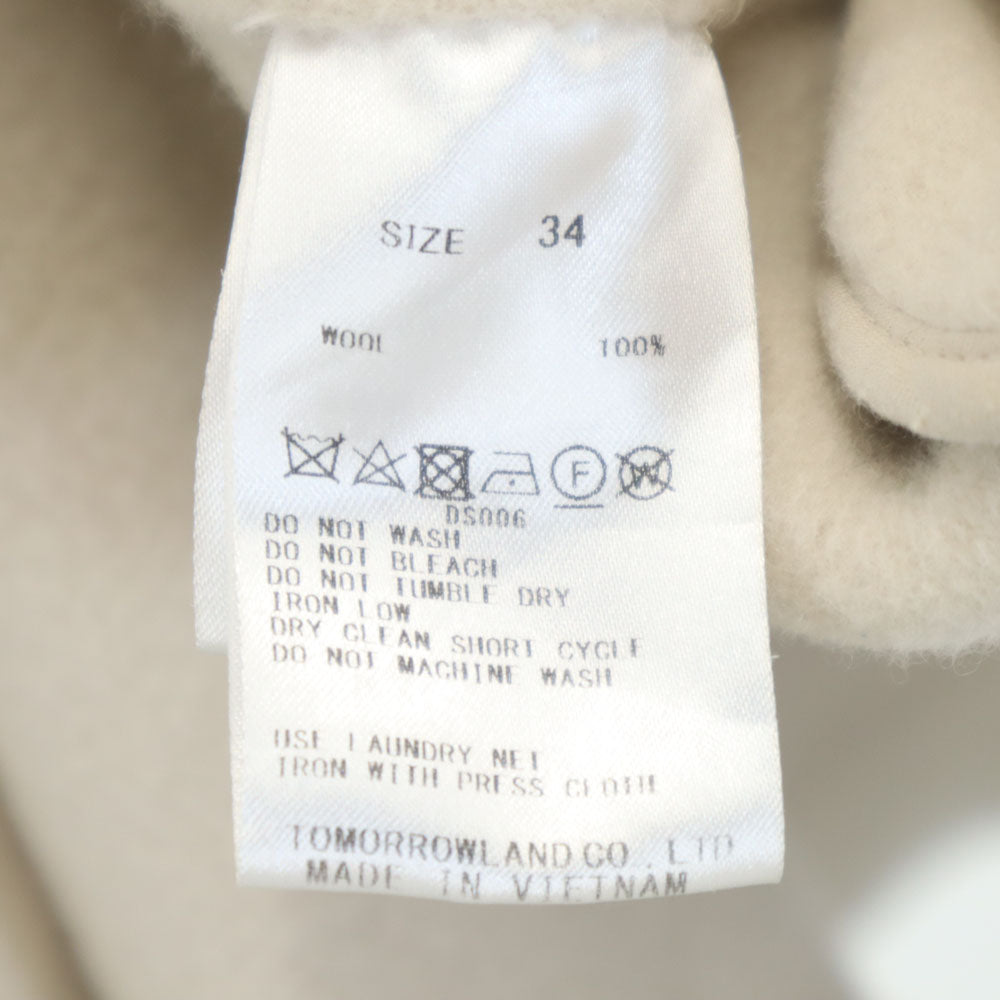 SIZE 34
WOOL 100%
F W
DS006
DO NOT WASH
DO NOT BLEACH
DO NOT TUMBLE DRY
IRON LOW
DRY CLEAN SHORT CYCLE
DO NOT MACHINE WASH
USE LAUNDRY NET
IRON WITH PRESS CLOTH
TOMORROWLAND CO.,LTD
MADE IN VIETNAM